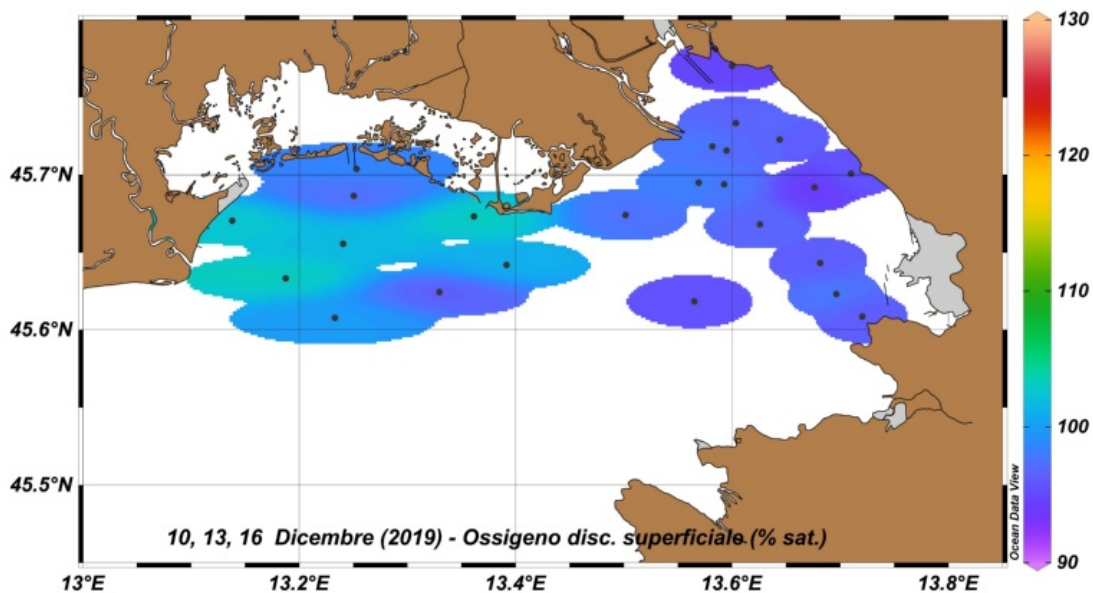 130
120
110
100
90
45.7°N
45.6°N
45.5°N
10, 13, 16 Dicembre (2019) - Ossigeno disc. superficiale (% sat.)
Ocean Data View
13°E
13.2°E
13.4°E
13.6°E
13.8°E